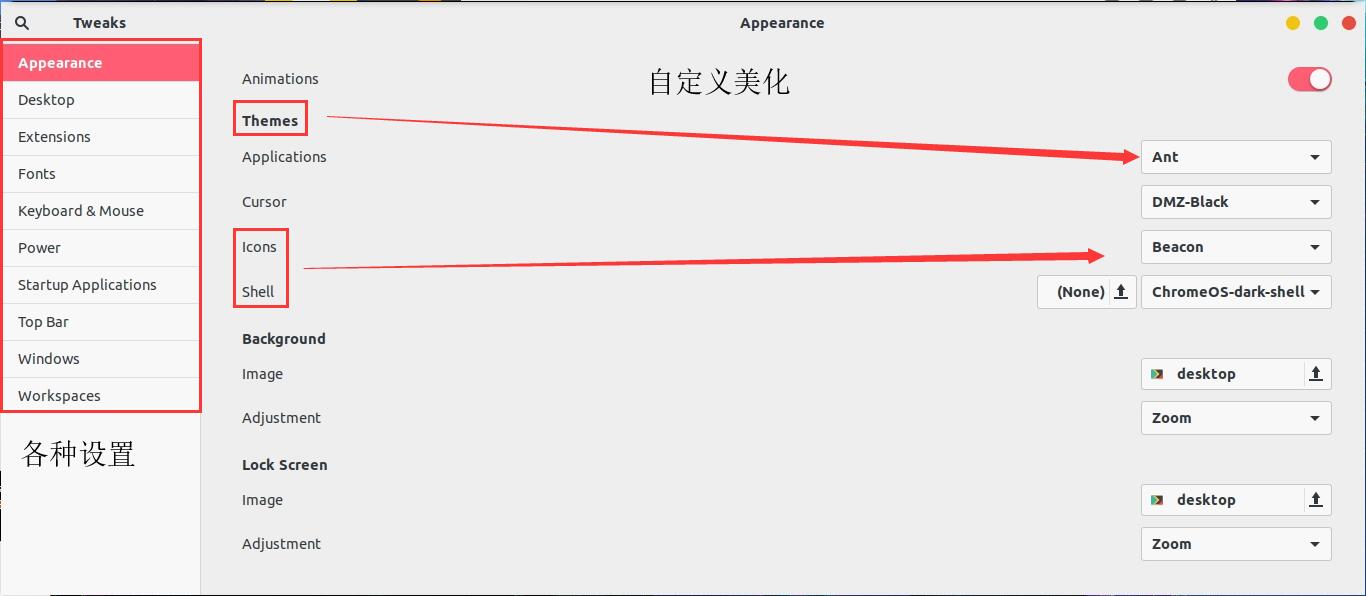 Tweaks
Appearance
Appearance
Desktop
Extensions
Fonts
Keyboard & Mouse
Power
Startup Applications
Top Bar
Windows
Workspaces
各种设置
Animations
自定义美化
Themes
Applications
Ant
Cursor
DMZ-Black
Icons
Beacon
Shell
(None)
ChromeOS-dark-shell
Background
Image
desktop
Adjustment
Zoom
Lock Screen
Image
desktop
Adjustment
Zoom